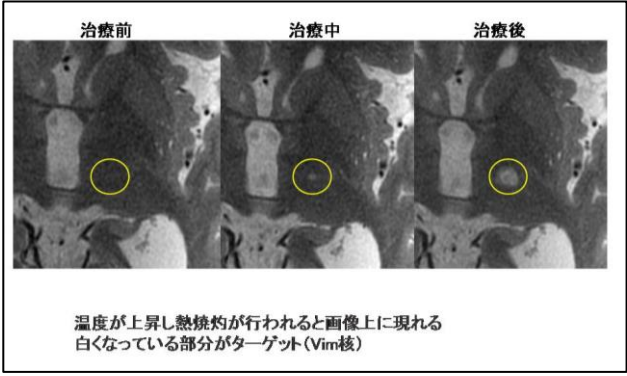 治療前
治療中
治療後
温度が上昇し熱焼灼が行われると画像上に現れる
白くなっている部分がターゲット(Vim核)